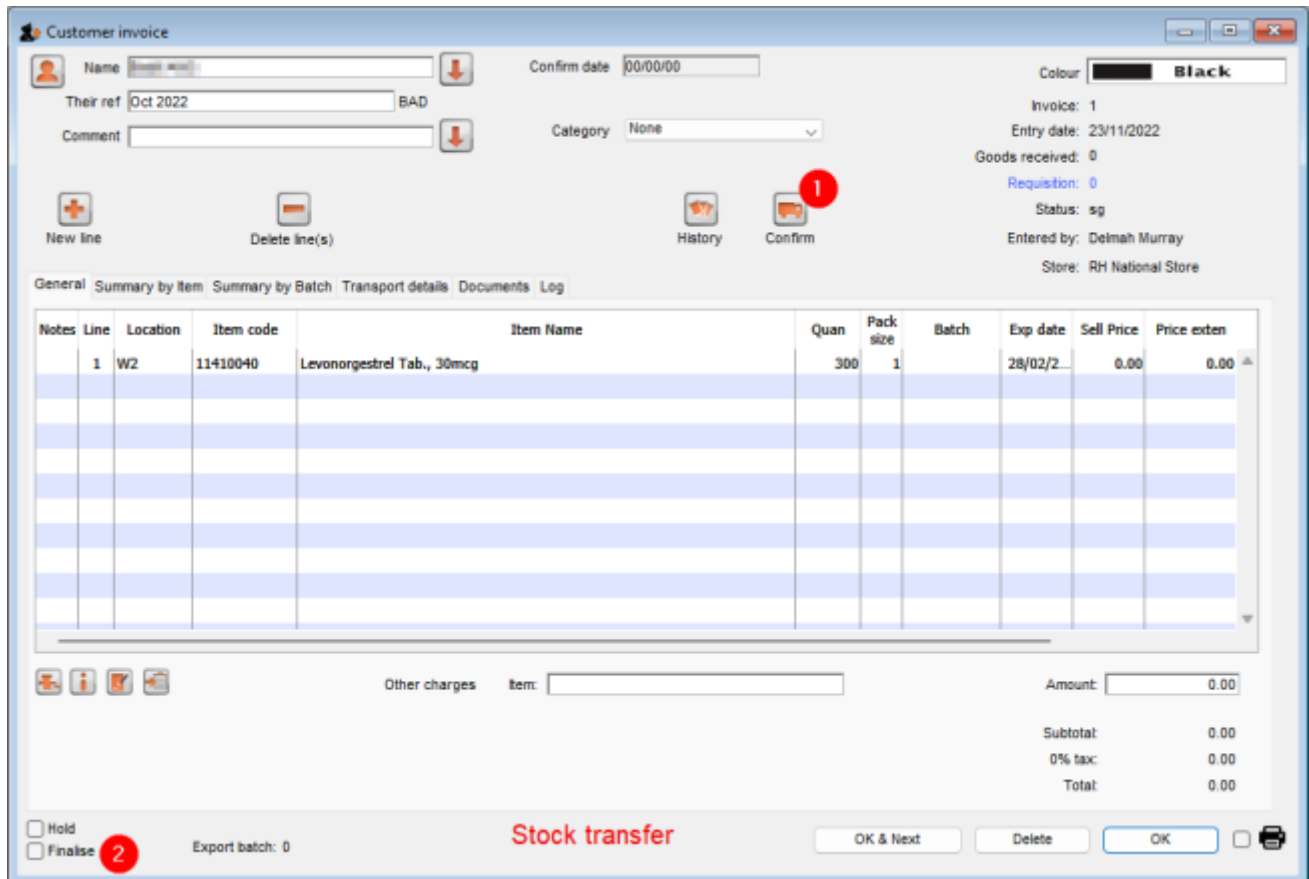 Customer invoice
Name
Confirm date 00/00/00
Colour Black
Their ref Oct 2022 BAD
Invoice: 1
Comment
Category None
Entry date: 23/11/2022
Goods received: 0
Requisition: 0
1
Status: sg
New line Delete line(s) History Confirm
Entered by: Delmah Murray
Store: RH National Store
General Summary by Item Summary by Batch Transport details Documents Log
Notes Line Location Item code Item Name Quan Pack size Batch Exp date Sell Price Price exten
1 W2 11410040 Levonorgestrel Tab., 30mcg 300 1 28/02/2... 0.00 0.00
Other charges Item: Amount: 0.00
Subtotal: 0.00
0% tax: 0.00
Total: 0.00
Hold
Finalise 2 Export batch: 0 Stock transfer OK & Next Delete OK